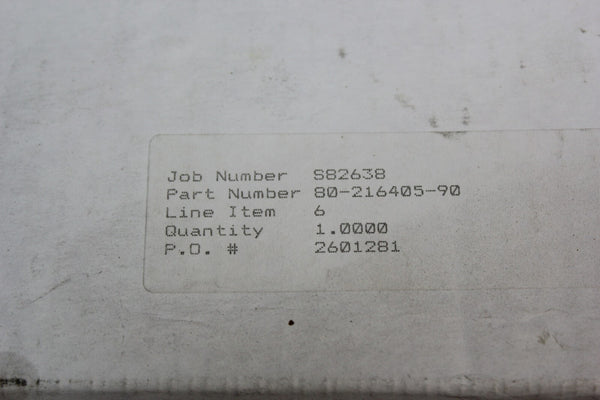 Job Number S82638
Part Number 80-216405-90
Line Item 6
Quantity 1.0000
P.O. # 2601281